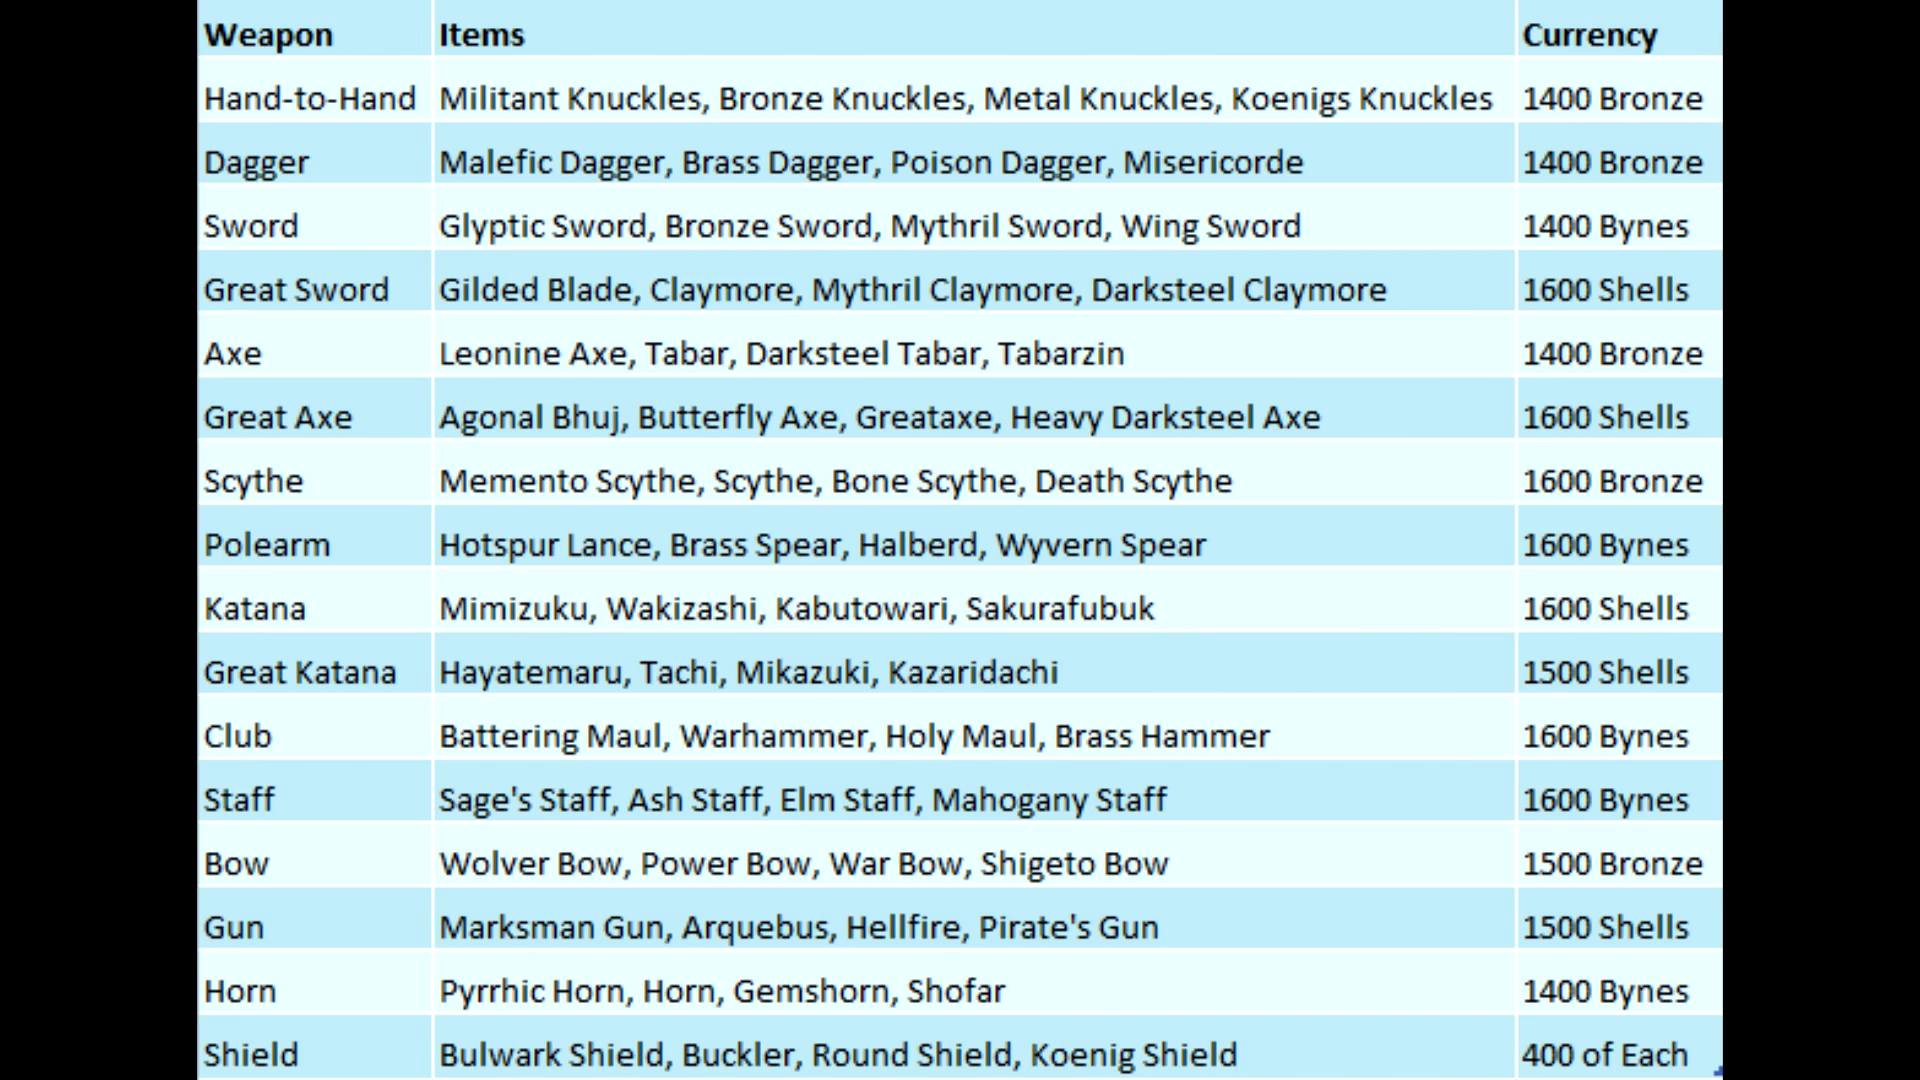 Weapon Items Currency
Hand-to-Hand Militant Knuckles, Bronze Knuckles, Metal Knuckles, Koenigs Knuckles 1400 Bronze
Dagger Malefic Dagger, Brass Dagger, Poison Dagger, Misericorde 1400 Bronze
Sword Glyptic Sword, Bronze Sword, Mythril Sword, Wing Sword 1400 Bynes
Great Sword Gilded Blade, Claymore, Mythril Claymore, Darksteel Claymore 1600 Shells
Axe Leonine Axe, Tabar, Darksteel Tabar, Tabarzin 1400 Bronze
Great Axe Agonal Bhuj, Butterfly Axe, Greataxe, Heavy Darksteel Axe 1600 Shells
Scythe Memento Scythe, Scythe, Bone Scythe, Death Scythe 1600 Bronze
Polearm Hotspur Lance, Brass Spear, Halberd, Wyvern Spear 1600 Bynes
Katana Mimizuku, Wakizashi, Kabutowari, Sakurafubuk 1600 Shells
Great Katana Hayatemaru, Tachi, Mikazuki, Kazaridachi 1500 Shells
Club Battering Maul, Warhammer, Holy Maul, Brass Hammer 1600 Bynes
Staff Sage's Staff, Ash Staff, Elm Staff, Mahogany Staff 1600 Bynes
Bow Wolver Bow, Power Bow, War Bow, Shigeto Bow 1500 Bronze
Gun Marksman Gun, Arquebus, Hellfire, Pirate's Gun 1500 Shells
Horn Pyrrhic Horn, Horn, Gemshorn, Shofar 1400 Bynes
Shield Bulwark Shield, Buckler, Round Shield, Koenig Shield 400 of Each